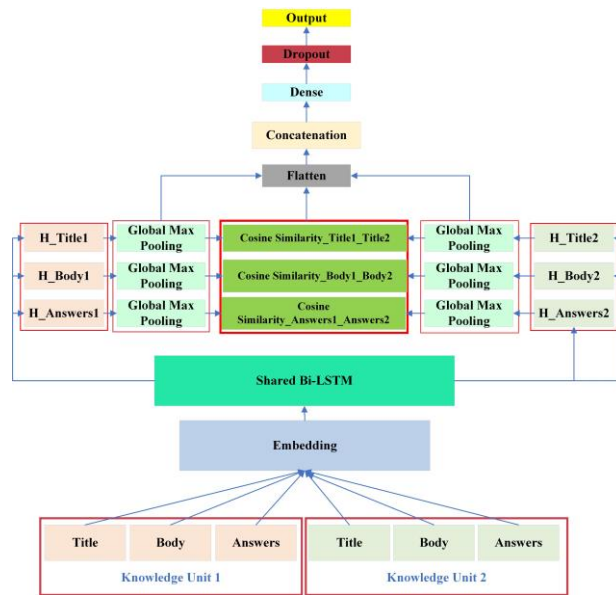 Output
Dropout
Dense
Concatenation
Flatten
H_Title1
Global Max
Pooling
Cosine Similarity_Title1_Title2
Global Max
Pooling
H_Title2
H_Body1
Global Max
Pooling
Cosine Similarity_Body1_Body2
Global Max
Pooling
H_Body2
H_Answers1
Global Max
Pooling
Cosine
Similarity_Answers1_Answers2
Global Max
Pooling
H_Answers2
Shared Bi-LSTM
Embedding
Title
Body
Answers
Title
Body
Answers
Knowledge Unit 1
Knowledge Unit 2